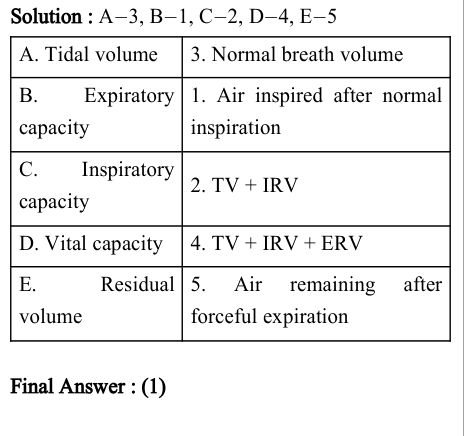 Solution : A–3, B–1, C–2, D–4, E–5
A. Tidal volume 3. Normal breath volume
B. Expiratory 1. Air inspired after normal
capacity inspiration
C. Inspiratory
capacity
2. TV + IRV
D. Vital capacity 4. TV + IRV + ERV
E. Residual 5. Air remaining after
volume forceful expiration
Final Answer : (1)